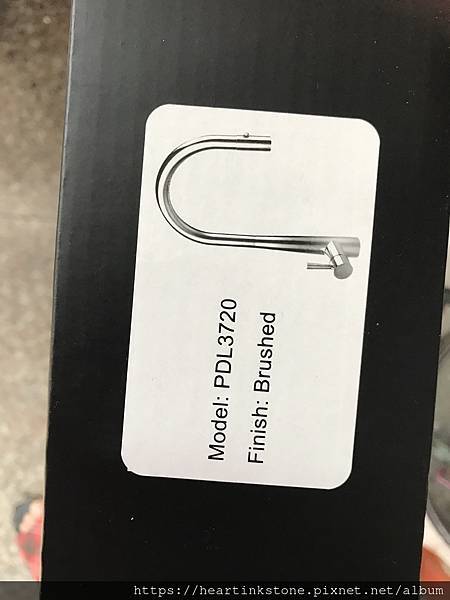 Model: PDL3720
Finish: Brushed
https://heartinkstone.pixnet.net/album